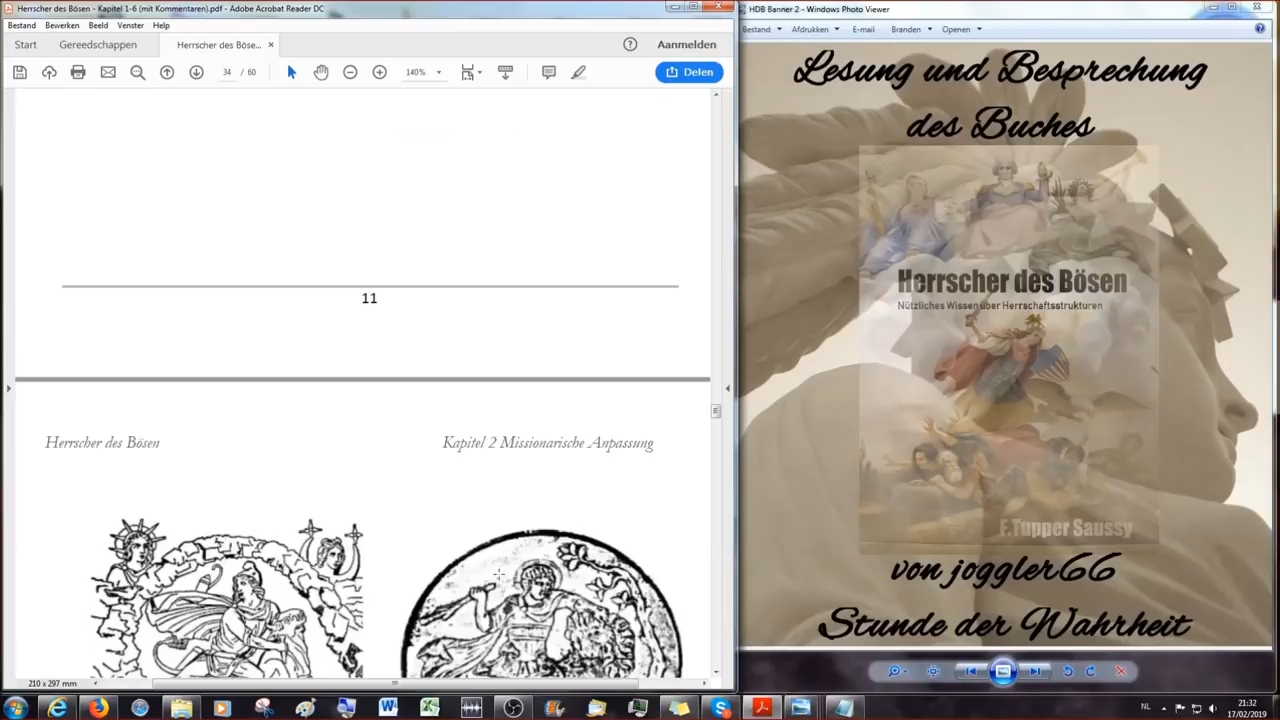 Herrscher des Bösen - Kapitel 1-6 (mit Kommentaren).pdf - Adobe Acrobat Reader DC
Bestand Bewerken Beeld Venster Help
Start Gereedschappen Herrscher des Böse... × Aanmelden
34 / 60 140% Delen
11
Herrscher des Bösen Kapitel 2 Missionarische Anpassung
210 x 297 mm
HDB Banner 2 - Windows Photo Viewer
Bestand Afdrukken E-mail Branden Openen
Lesung und Besprechung
des Buches
Herrscher des Bösen
Nützliches Wissen über Herrschaftsstrukturen
F.Tupper Saussy
von joggler66
Stunde der Wahrheit
NL 21:32
17/02/2019